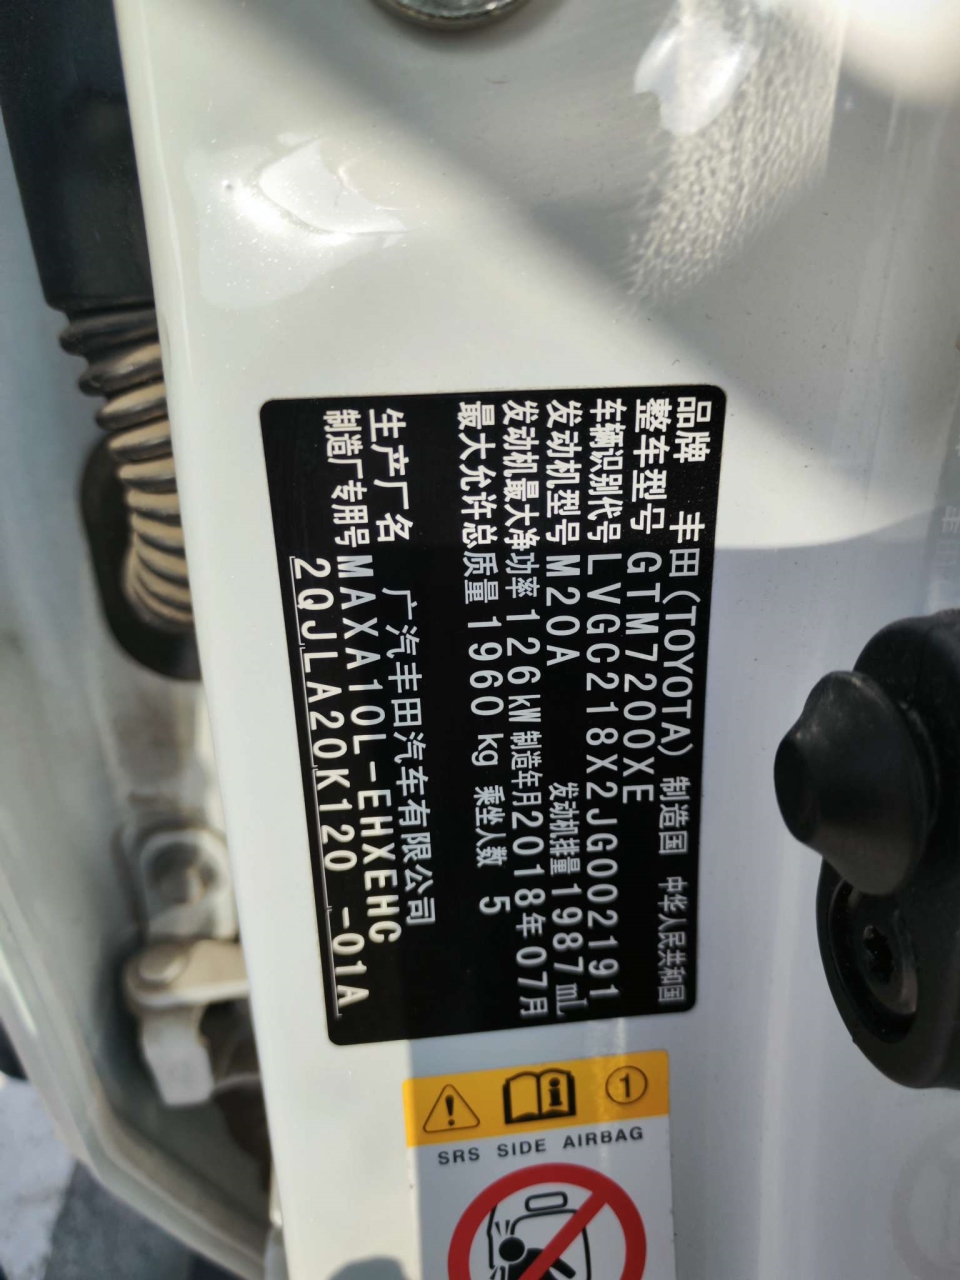 品牌 丰田(TOYOTA) 制造国 中华人民共和国
整车型号 GTM7200XE
车辆识别代号 LVGC218X2JG002191
发动机型号 M20A 发动机排量 1987mL
发动机最大净功率 126kW 制造年月 2018年07月
最大允许总质量 1960 kg 乘坐人数 5
生产厂名 广汽丰田汽车有限公司
制造厂专用号 MAXA10L-EHXEHC
2QJLA20K120 -01A
1
SRS SIDE AIRBAG